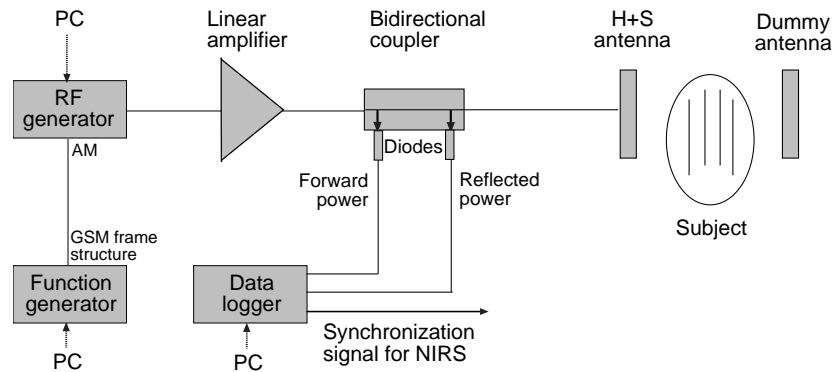 PC
Linear
amplifier
Bidirectional
coupler
H+S
antenna
Dummy
antenna
RF
generator
AM
Diodes
Forward
power
Reflected
power
Subject
GSM frame
structure
Function
generator
Data
logger
Synchronization
signal for NIRS
PC
PC